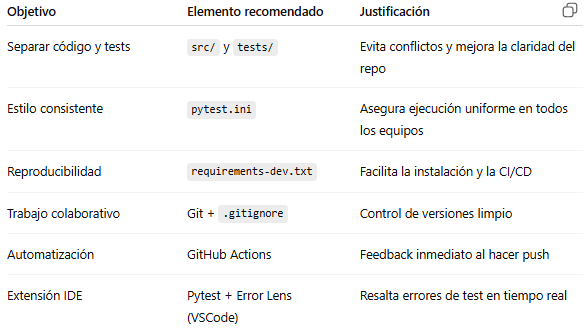 Objetivo Elemento recomendado Justificación
Separar código y tests src/ y tests/ Evita conflictos y mejora la claridad del
repo
Estilo consistente pytest.ini Asegura ejecución uniforme en todos
los equipos
Reproducibilidad requirements-dev.txt Facilita la instalación y la CI/CD
Trabajo colaborativo Git + .gitignore Control de versiones limpio
Automatización GitHub Actions Feedback inmediato al hacer push
Extensión IDE Pytest + Error Lens Resalta errores de test en tiempo real
(VSCode)